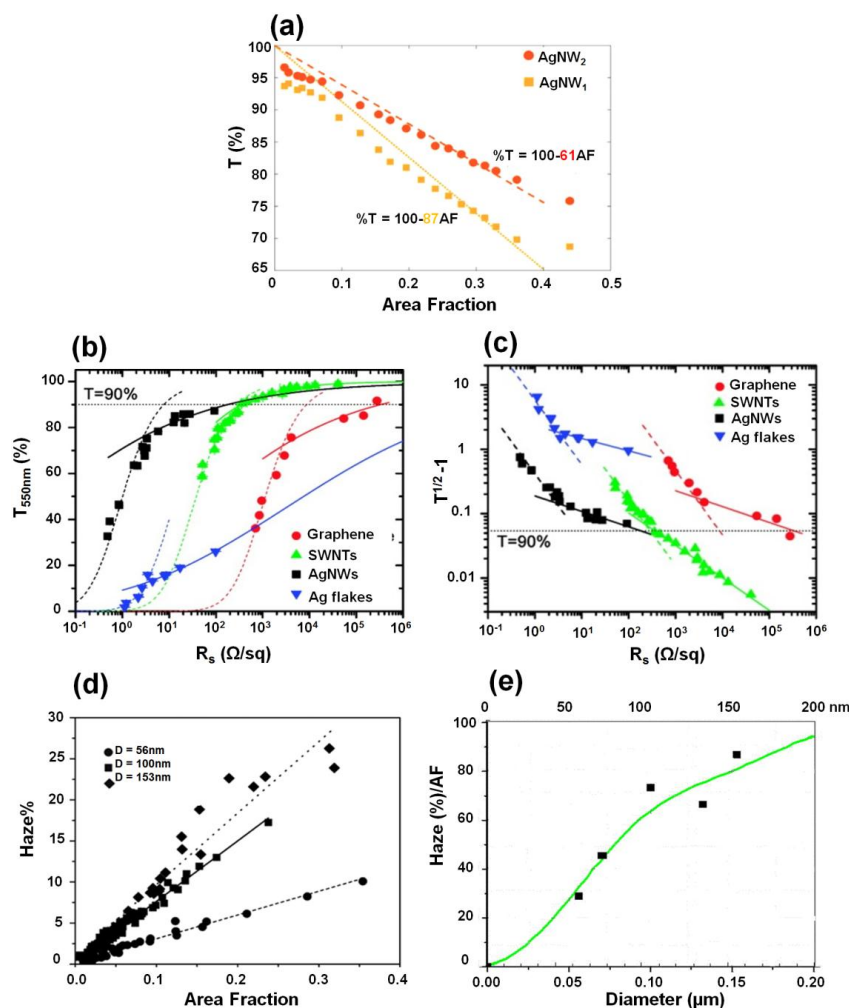 (a)
100
95
90
85
80
75
70
65
T (%)
AgNW2
AgNW1
%T = 100-61AF
%T = 100-87AF
0 0.1 0.2 0.3 0.4 0.5
Area Fraction
(b)
T=90%
100
80
60
40
20
0
T550nm (%)
Graphene
SWNTs
AgNWs
Ag flakes
10-1 100 101 102 103 104 105 106
Rs (Ω/sq)
(c)
10
1
0.1
0.01
T1/2-1
Graphene
SWNTs
AgNWs
Ag flakes
T=90%
10-1 100 101 102 103 104 105 106
Rs (Ω/sq)
(d)
30
25
20
15
10
5
0
Haze%
D = 56nm
D = 100nm
D = 153nm
0.0 0.1 0.2 0.3 0.4
Area Fraction
(e)
0 50 100 150 200 nm
100
80
60
40
20
0
Haze (%)/AF
0.00 0.05 0.10 0.15 0.20
Diameter (μm)